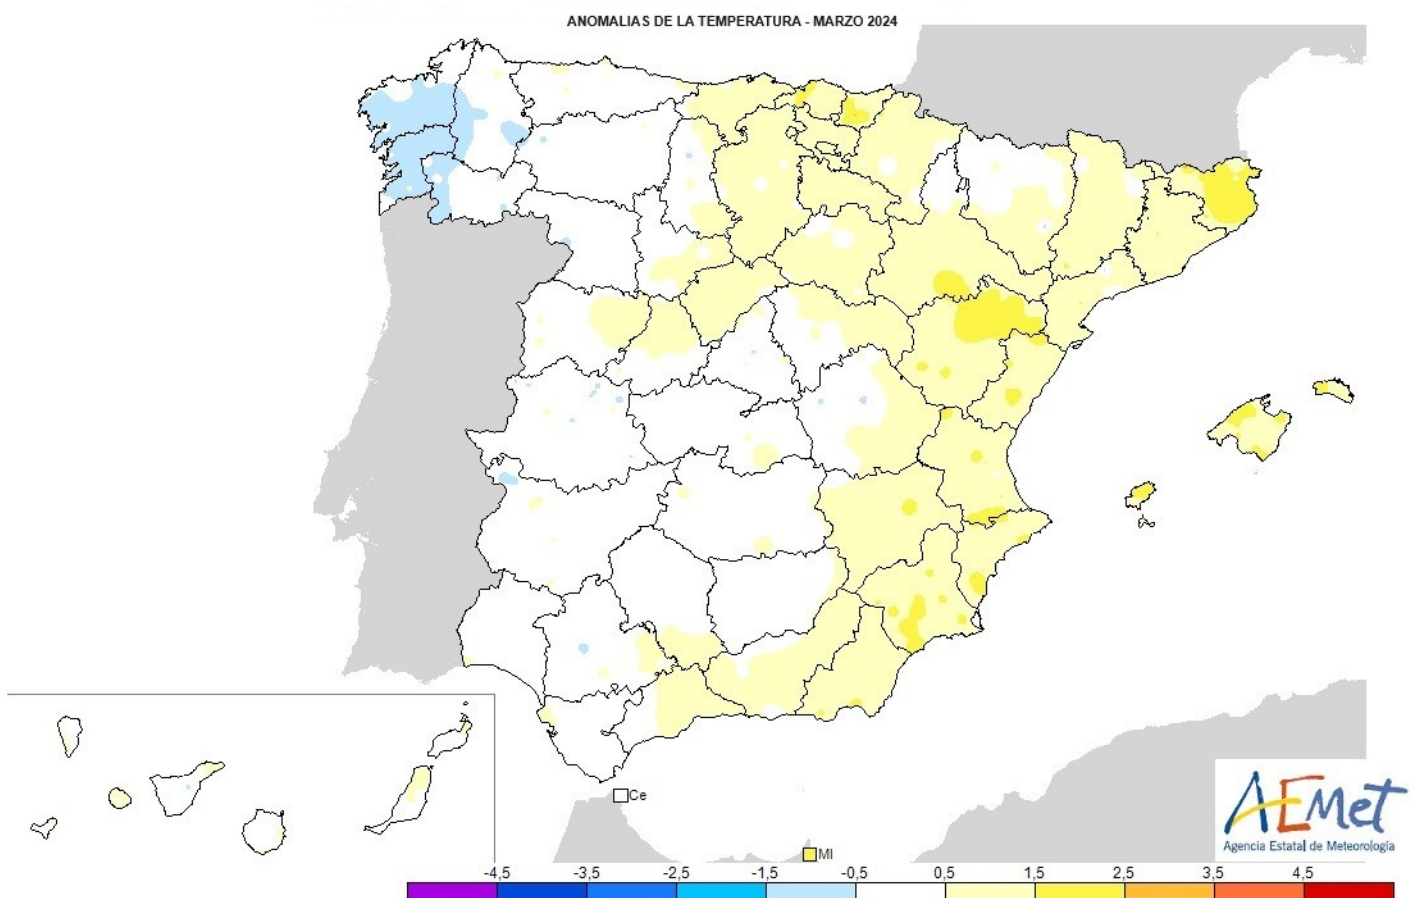 ANOMALIAS DE LA TEMPERATURA - MARZO 2024
AEMet
Agencia Estatal de Meteorología
Ce
Ml
-4,5 -3,5 -2,5 -1,5 -0,5 0,5 1,5 2,5 3,5 4,5